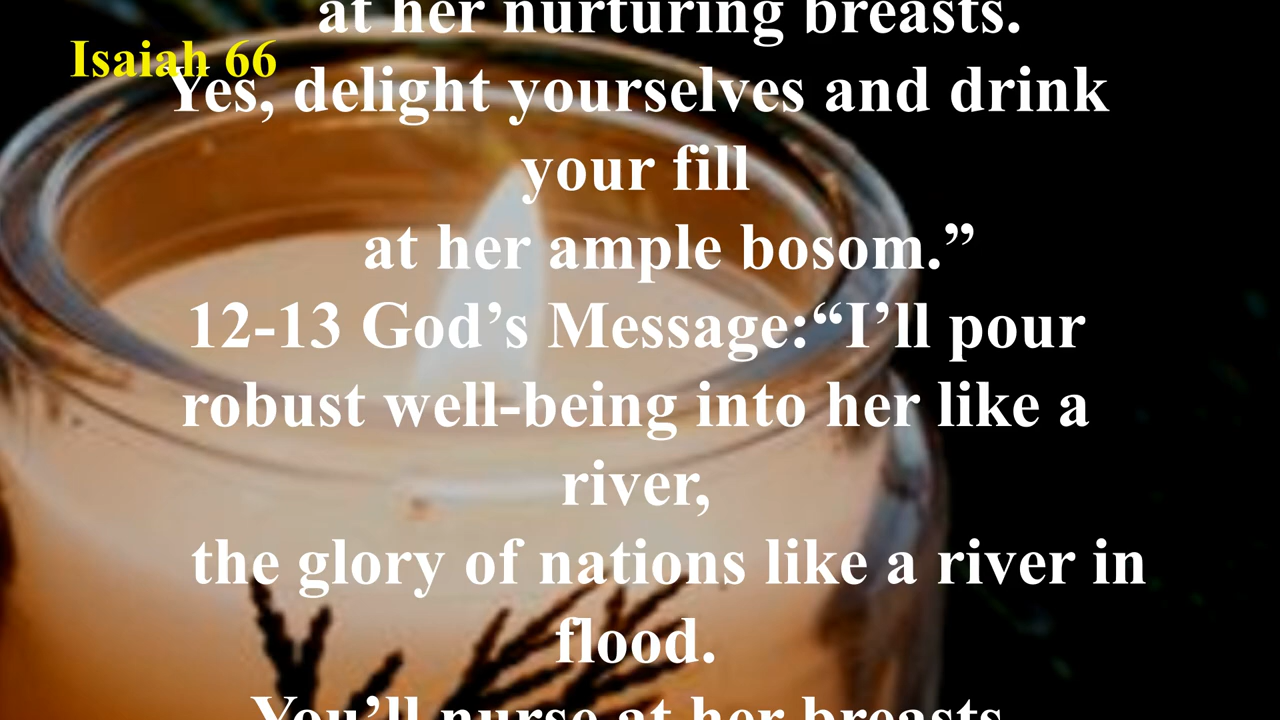 at her nurturing breasts.
Isaiah 66
Yes, delight yourselves and drink
your fill
at her ample bosom.”
12-13 God’s Message:“I’ll pour
robust well-being into her like a
river,
the glory of nations like a river in
flood.
You’ll nurse at her breasts,